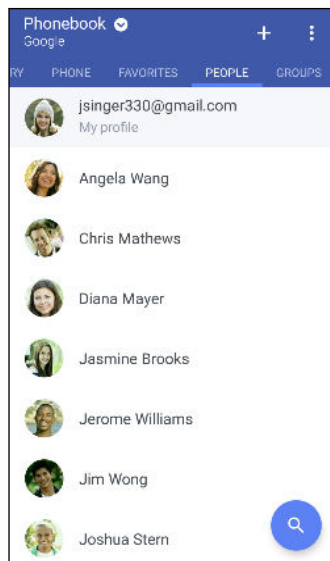 Phonebook
Google
RY PHONE FAVORITES PEOPLE GROUPS
jsinger330@gmail.com
My profile
Angela Wang
Chris Mathews
Diana Mayer
Jasmine Brooks
Jerome Williams
Jim Wong
Joshua Stern